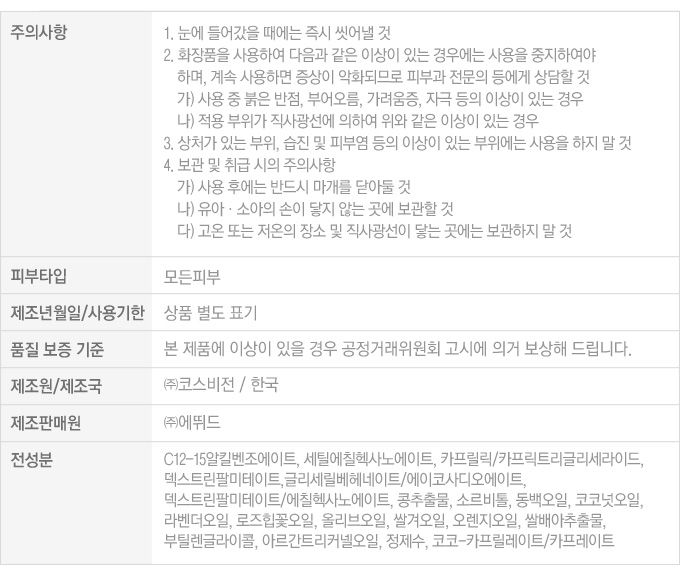 주의사항
1. 눈에 들어갔을 때에는 즉시 씻어낼 것
2. 화장품을 사용하여 다음과 같은 이상이 있는 경우에는 사용을 중지하여야
하며, 계속 사용하면 증상이 악화되므로 피부과 전문의 등에게 상담할 것
가) 사용 중 붉은 반점, 부어오름, 가려움증, 자극 등의 이상이 있는 경우
나) 적용 부위가 직사광선에 의하여 위와 같은 이상이 있는 경우
3. 상처가 있는 부위, 습진 및 피부염 등의 이상이 있는 부위에는 사용을 하지 말 것
4. 보관 및 취급 시의 주의사항
가) 사용 후에는 반드시 마개를 닫아둘 것
나) 유아 · 소아의 손이 닿지 않는 곳에 보관할 것
다) 고온 또는 저온의 장소 및 직사광선이 닿는 곳에는 보관하지 말 것
피부타입 모든피부
제조년월일/사용기한 상품 별도 표기
품질 보증 기준 본 제품에 이상이 있을 경우 공정거래위원회 고시에 의거 보상해 드립니다.
제조원/제조국 ㈜코스비전 / 한국
제조판매원 ㈜에뛰드
전성분
C12-15알킬벤조에이트, 세틸에칠헥사노에이트, 카프릴릭/카프릭트리글리세라이드,
덱스트린팔미테이트,글리세릴베헤네이트/에이코사디오에이트,
덱스트린팔미테이트/에칠헥사노에이트, 콩추출물, 소르비톨, 동백오일, 코코넛오일,
라벤더오일, 로즈힙꽃오일, 올리브오일, 쌀겨오일, 오렌지오일, 쌀배아추출물,
부틸렌글라이콜, 아르간트리커넬오일, 정제수, 코코-카프릴레이트/카프레이트